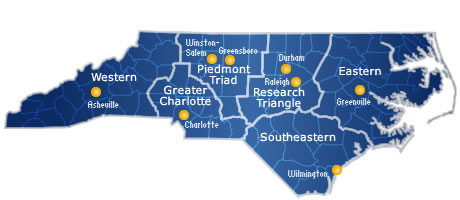 Winston-
Salem
Greensboro
Piedmont
Triad
Durham
Raleigh
Research
Triangle
Western
Asheville
Greater
Charlotte
Charlotte
Eastern
Greenville
Southeastern
Wilmington